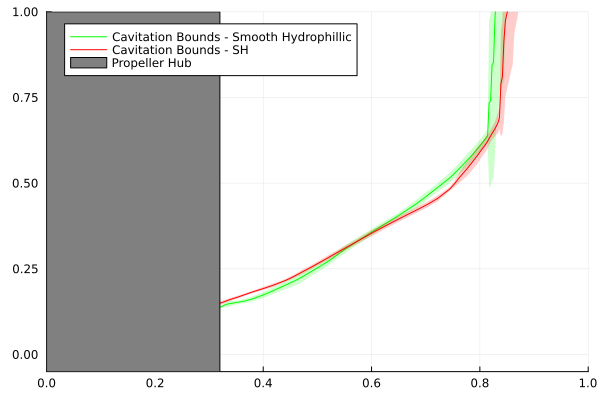 1.00
Cavitation Bounds - Smooth Hydrophillic
Cavitation Bounds - SH
Propeller Hub
0.75
0.50
0.25
0.00
0.0 0.2 0.4 0.6 0.8 1.0